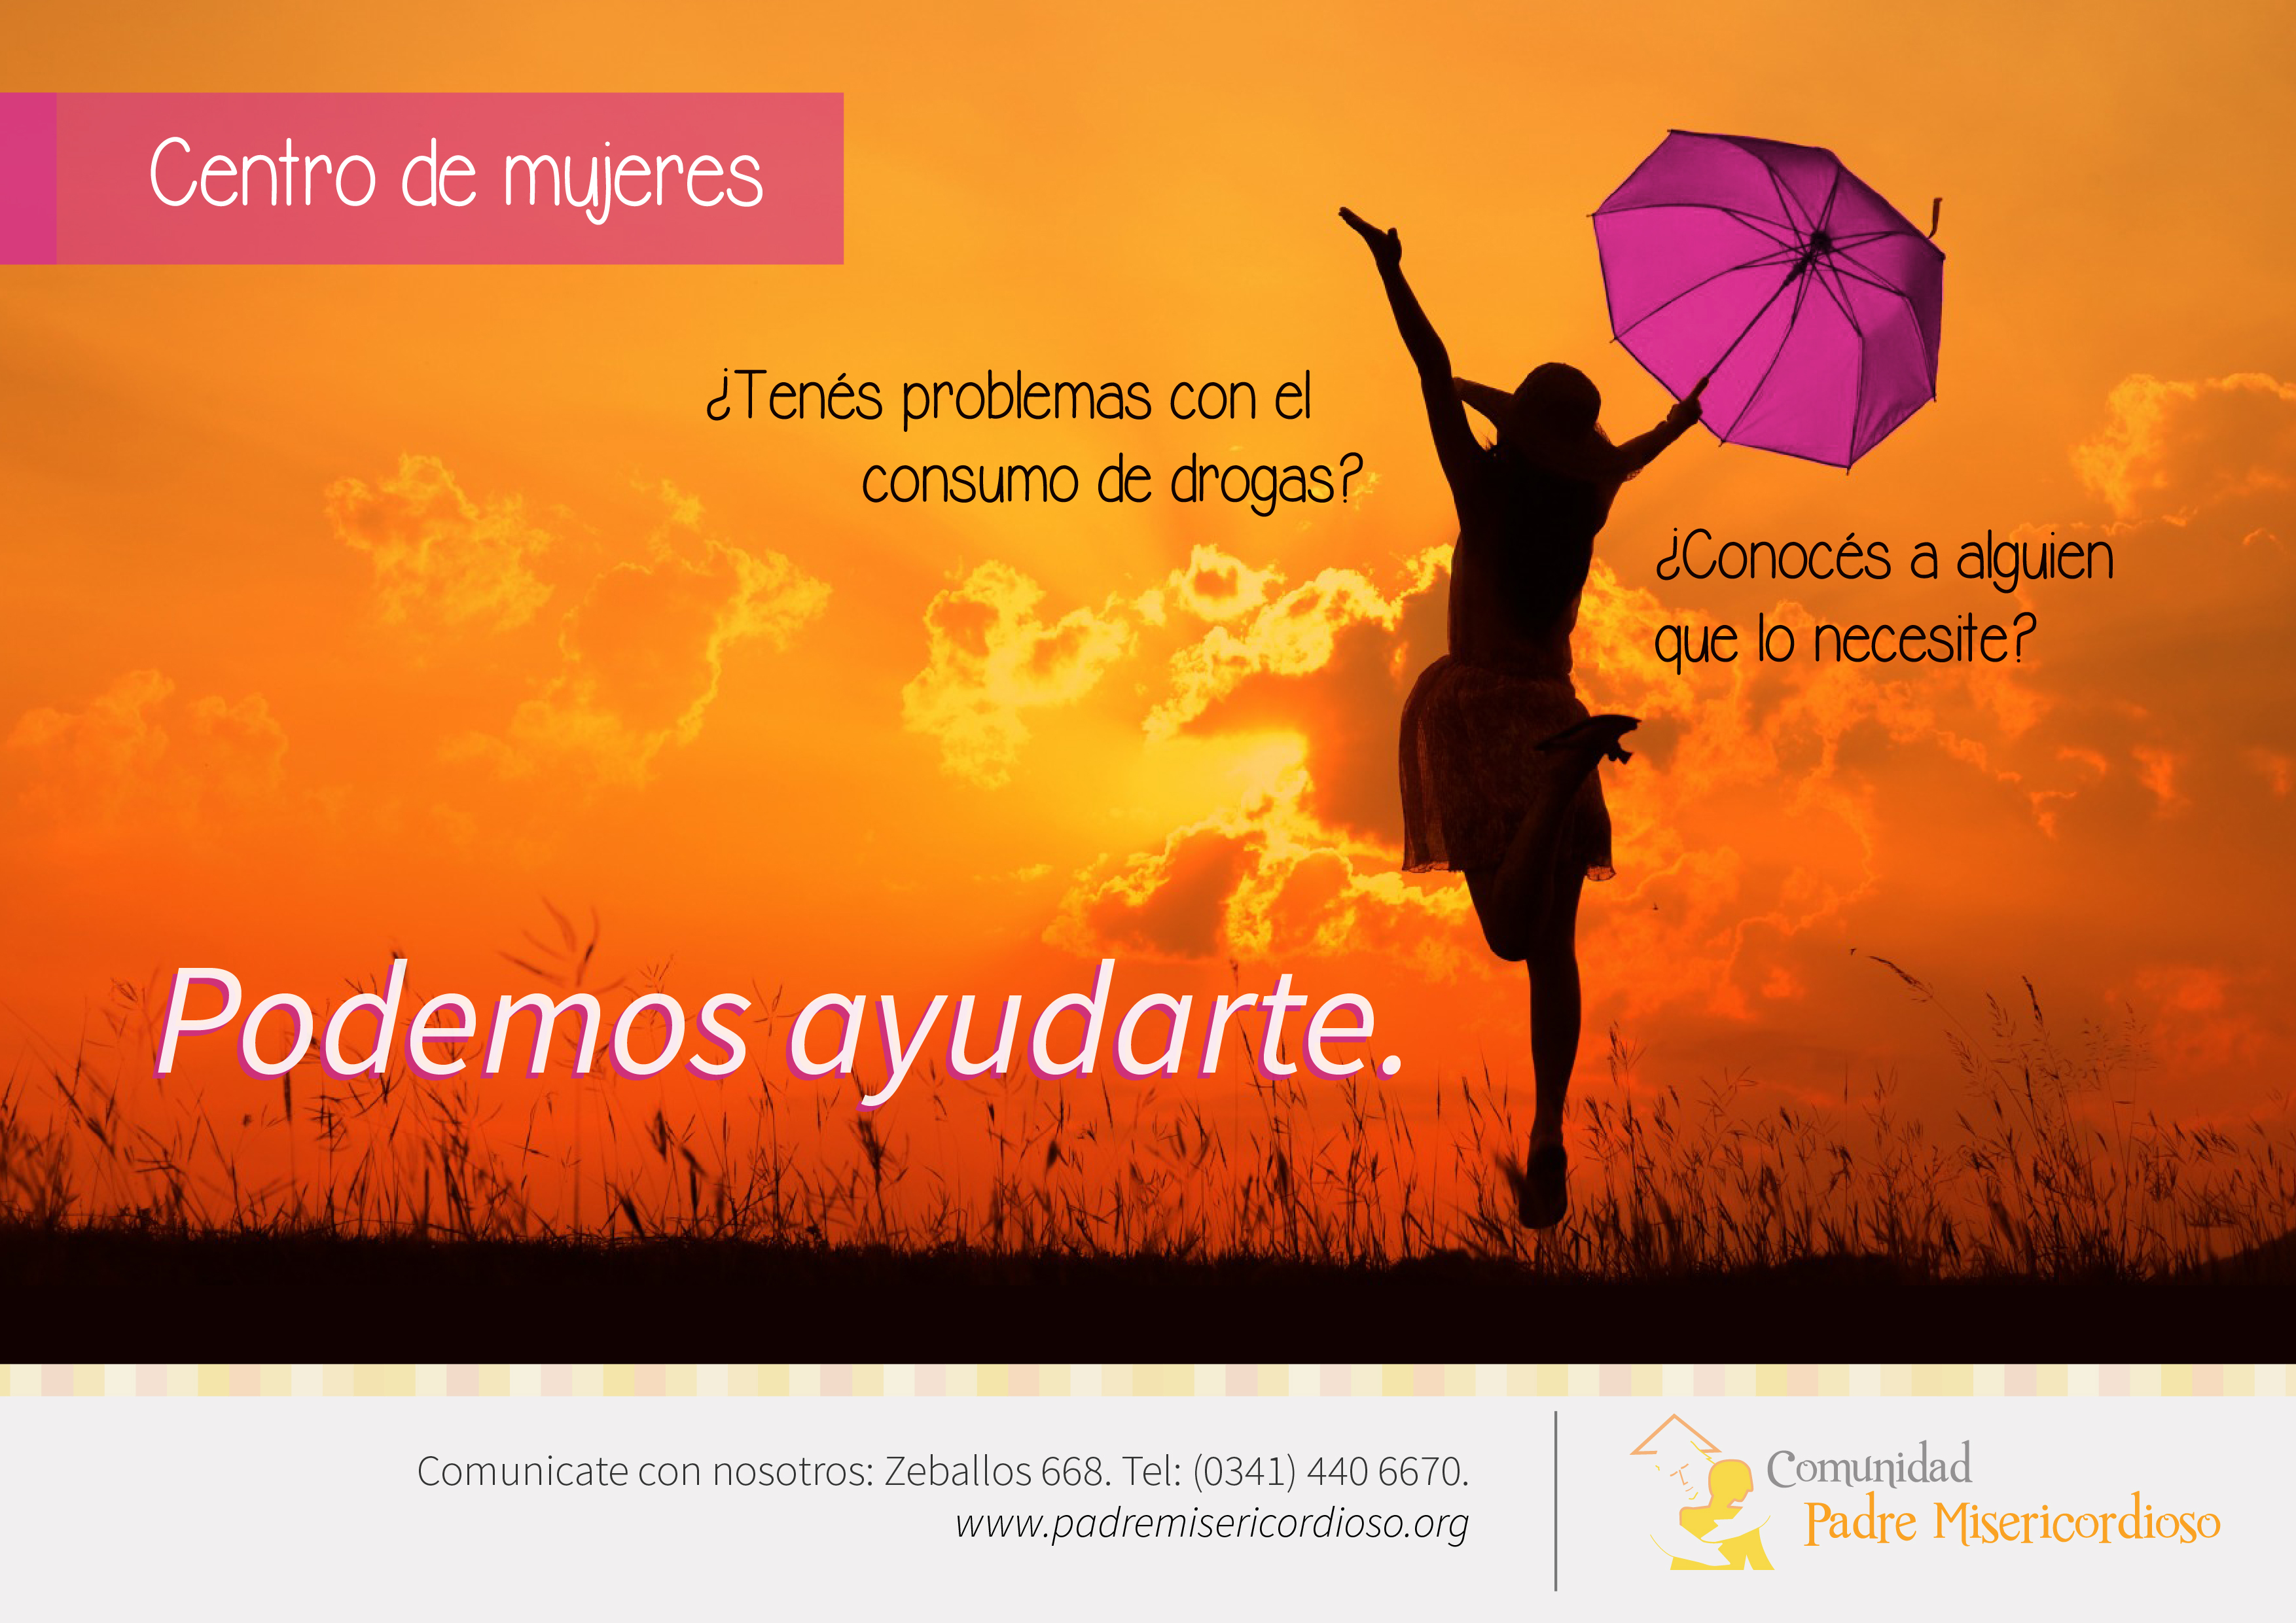 Centro de mujeres
¿Tenés problemas con el
consumo de drogas?
¿Conocés a alguien
que lo necesite?
Podemos ayudarte.
Comunicate con nosotros: Zeballos 668. Tel: (0341) 440 6670.
www.padremisericordioso.org
Comunidad
Padre Misericordioso